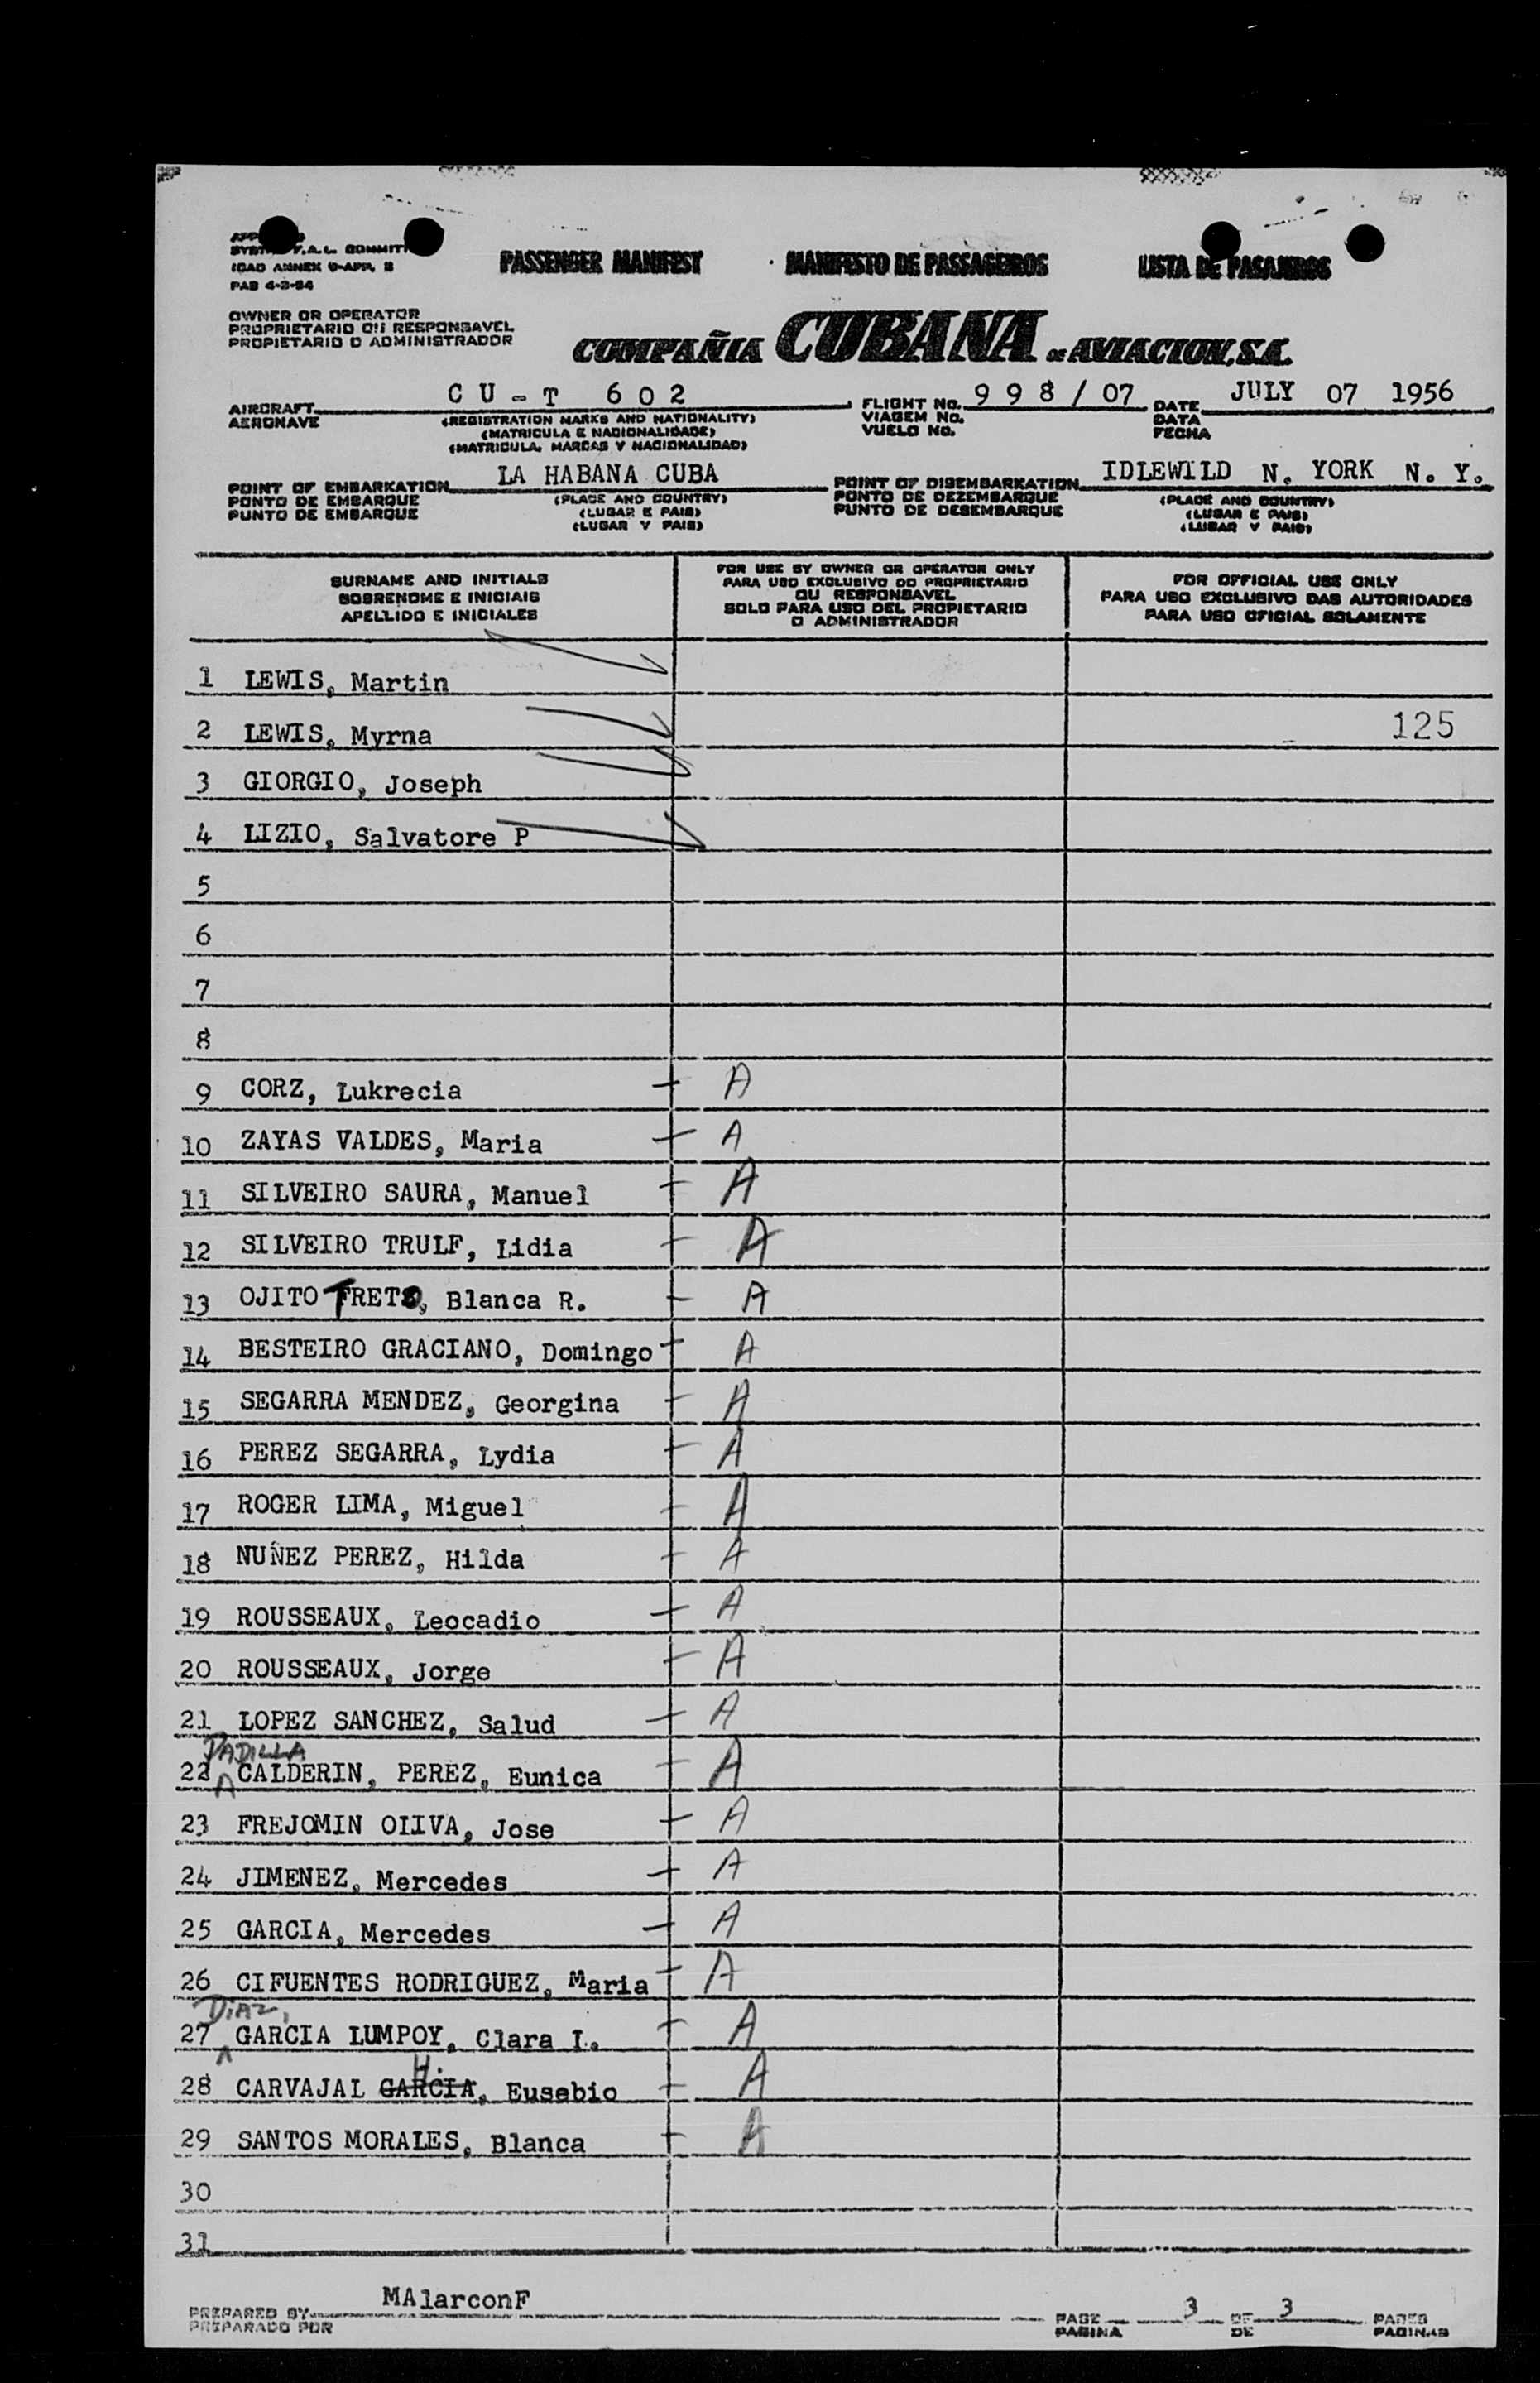 PASSENGER MANIFEST MANIFESTO DE PASSAGEIROS LISTA DE PASAJEROS
F.A.L.
ICAO ANNEX 9-APP. 
PAB 4-2-54
OWNER OR OPERATOR
PROPRIETARIO OU RESPONSAVEL
PROPIETARIO O ADMINISTRADOR
COMPAÑIA CUBANA DE AVIACION, S.A.
AIRCRAFT CU-T 602 FLIGHT No. 998/07 DATE JULY 07 1956
AERONAVE (REGISTRATION MARKS AND NATIONALITY) VIAGEM No. DATA
(MATRICULA E NACIONALIDADE) VUELO No. FECHA
(MATRICULA, MARCAS Y NACIONALIDAD)
POINT OF EMBARKATION LA HABANA CUBA POINT OF DISEMBARKATION IDLEWILD N. YORK N. Y.
PONTO DE EMBARQUE (PLACE AND COUNTRY) PONTO DE DEZEMBARQUE (PLACE AND COUNTRY)
PUNTO DE EMBARQUE (LUGAR E PAIS) PUNTO DE DESEMBARQUE (LUGAR E PAIS)
(LUGAR Y PAIS) (LUGAR Y PAIS)
SURNAME AND INITIALS
SOBRENOME E INICIAIS
APELLIDO E INICIALES
FOR USE BY OWNER OR OPERATOR ONLY
PARA USO EXCLUSIVO DO PROPRIETARIO
OU RESPONSAVEL
SOLO PARA USO DEL PROPIETARIO
O ADMINISTRADOR
FOR OFFICIAL USE ONLY
PARA USO EXCLUSIVO DAS AUTORIDADES
PARA USO OFICIAL SOLAMENTE
1 LEWIS, Martin
2 LEWIS, Myrna 125
3 GIORGIO, Joseph
4 LIZIO, Salvatore P
5
6
7
8
9 CORZ, Lukrecia A
10 ZAYAS VALDES, Maria A
11 SILVEIRO SAURA, Manuel A
12 SILVEIRO TRULF, Lidia A
13 OJITO TRETO, Blanca R. A
14 BESTEIRO GRACIANO, Domingo A
15 SEGARRA MENDEZ, Georgina A
16 PEREZ SEGARRA, Lydia A
17 ROGER LIMA, Miguel A
18 NUÑEZ PEREZ, Hilda A
19 ROUSSEAUX, Leocadio A
20 ROUSSEAUX, Jorge A
21 LOPEZ SANCHEZ, Salud A
PADILLA
22 CALDERIN, PEREZ, Eunica A
23 FREJOMIN OIIVA, Jose A
24 JIMENEZ, Mercedes A
25 GARCIA, Mercedes A
26 CIFUENTES RODRIGUEZ, Maria A
DIAZ,
27 GARCIA LUMPOY, Clara I. A
H.
28 CARVAJAL GARCIA, Eusebio A
29 SANTOS MORALES, Blanca A
30
31
PREPARED BY MAlarconF PAGE 3 OF 3 PAGES
PREPARADO POR PAGINA DE PAGINAS